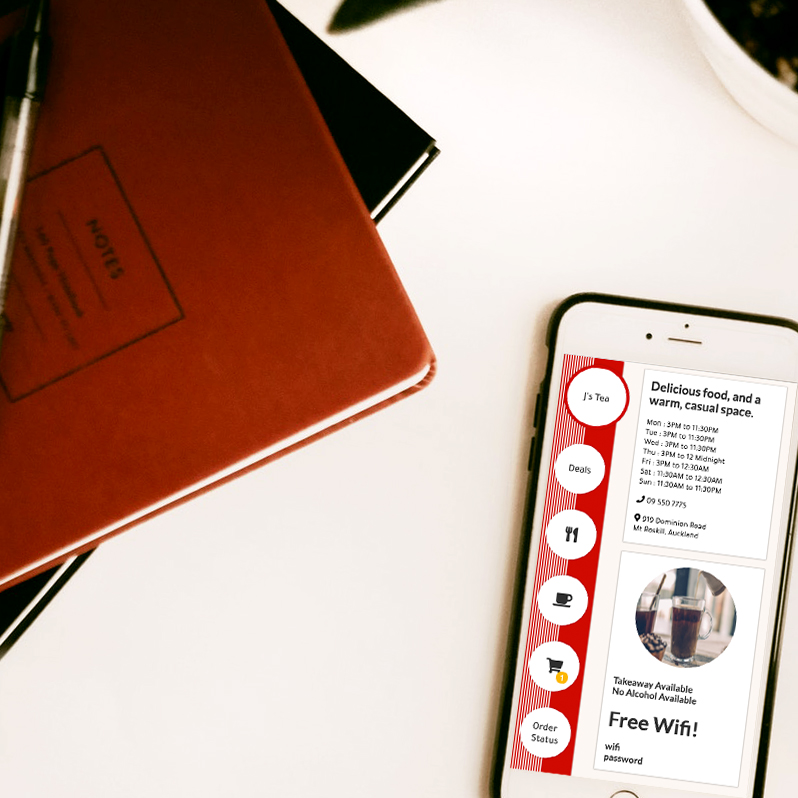 NOTES
J's Tea
Deals
1
Order
Status
Delicious food, and a
warm, casual space.
Mon : 3PM to 11:30PM
Tue : 3PM to 11:30PM
Wed : 3PM to 11:30PM
Thu : 3PM to 12 Midnight
Fri : 3PM to 12:30AM
Sat : 11:30AM to 12:30AM
Sun : 11:30AM to 11:30PM
09 550 7775
919 Dominion Road
Mt Roskill, Auckland
Takeaway Available
No Alcohol Available
Free Wifi!
wifi
password